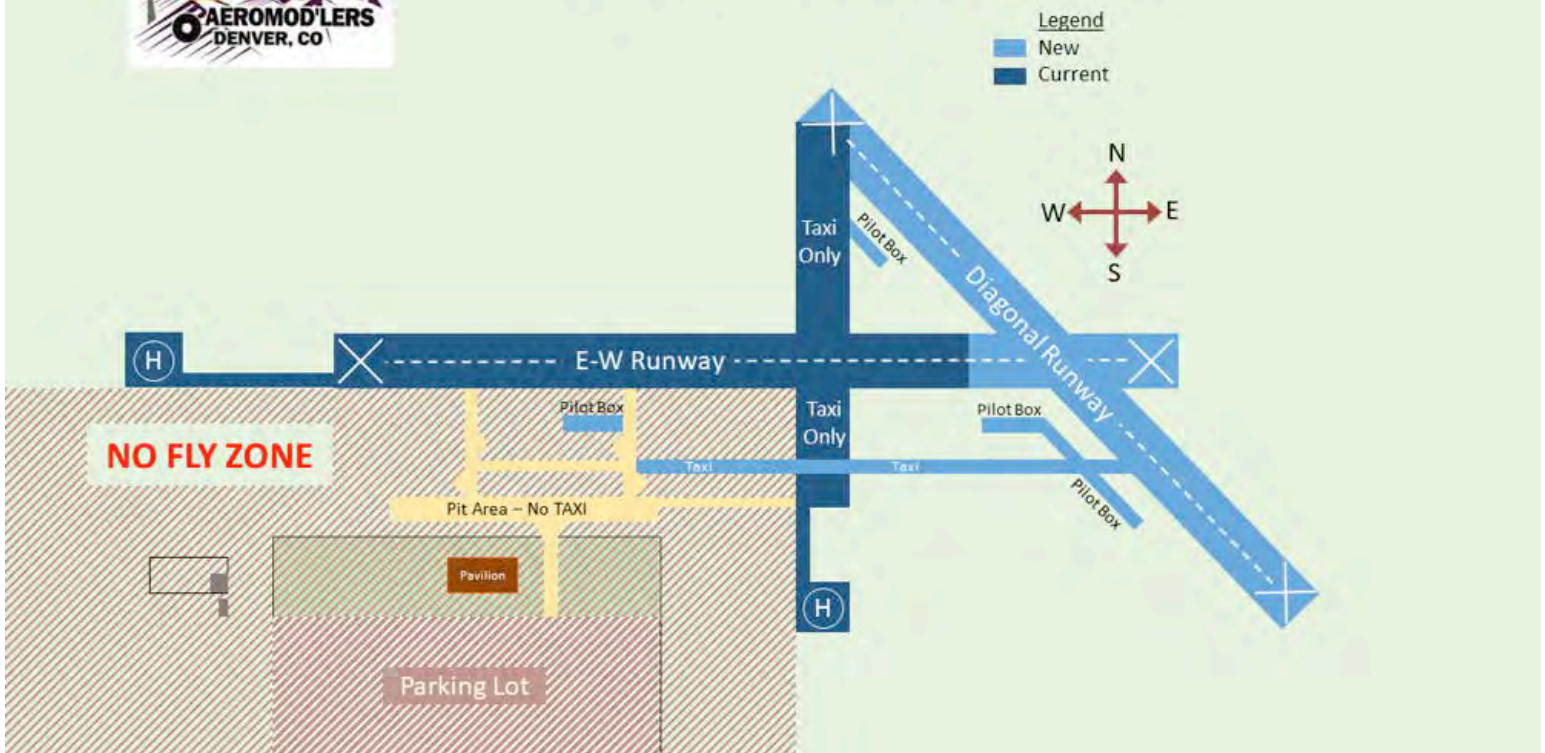 AEROMOD'LERS
DENVER, CO
Legend
New
Current
N
W
E
S
Taxi
Only
Pilot Box
Diagonal Runway
H
E-W Runway
Pilot Box
Taxi
Only
Pilot Box
NO FLY ZONE
Taxi
Taxi
Pilot Box
Pit Area – No TAXI
Pavilion
H
Parking Lot